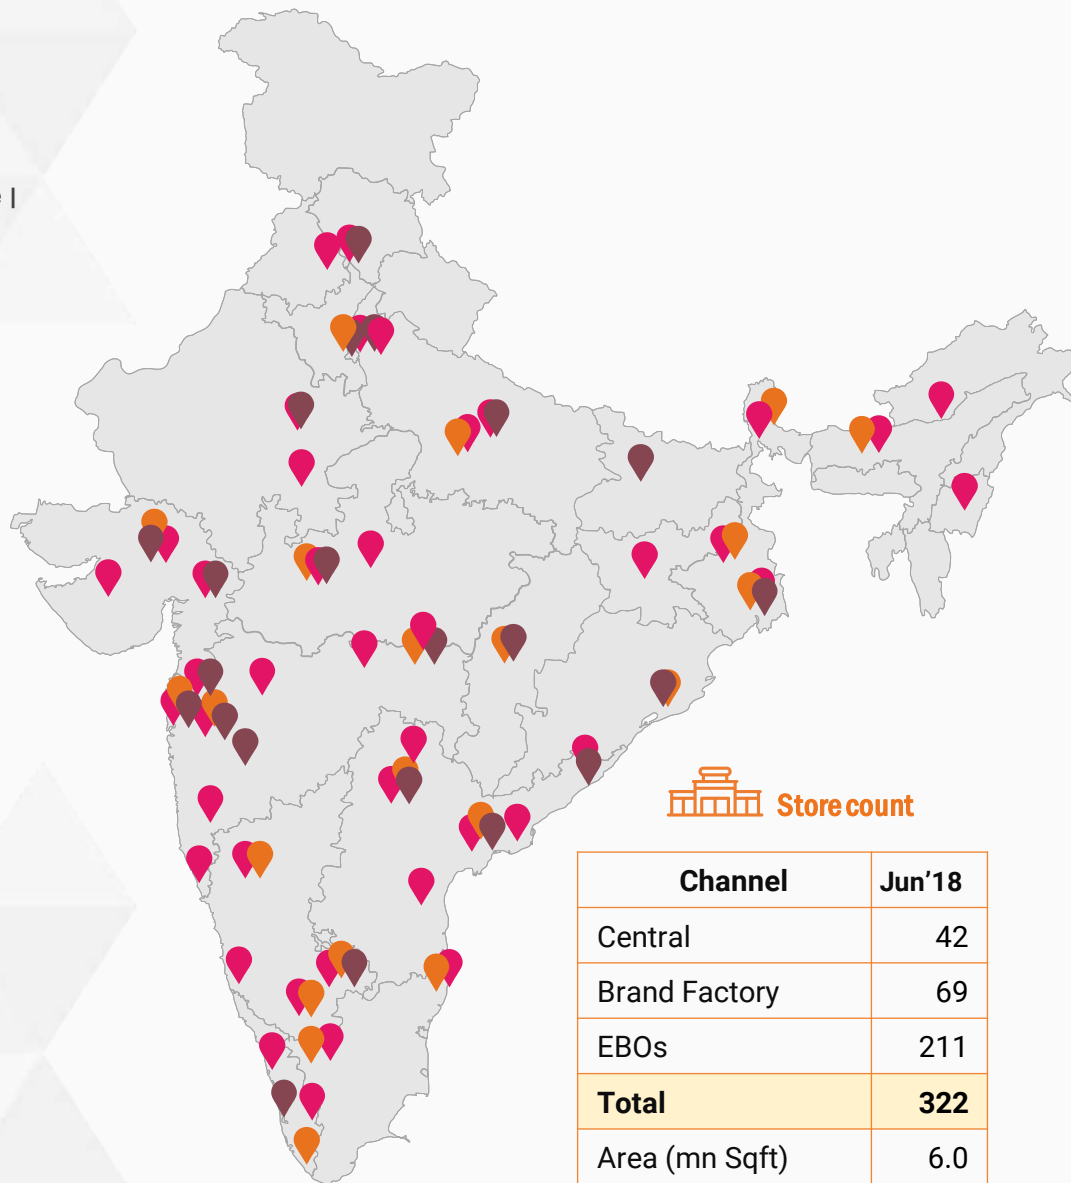 Store count
Channel Jun’18
Central 42
Brand Factory 69
EBOs 211
Total 322
Area (mn Sqft) 6.0